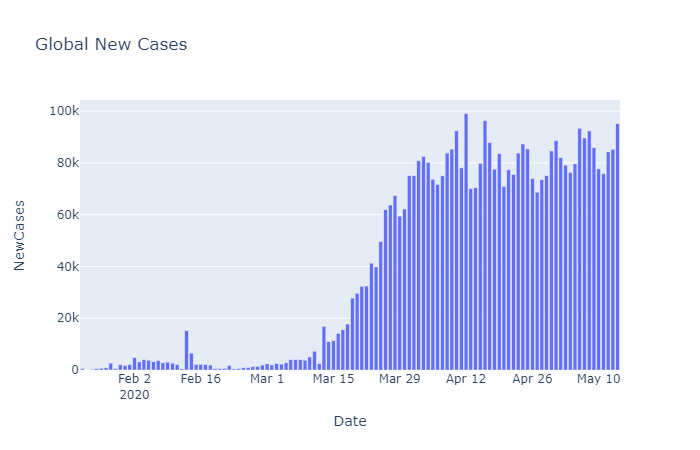 Global New Cases
100k
80k
60k
40k
20k
0
NewCases
Feb 2
2020
Feb 16
Mar 1
Mar 15
Mar 29
Apr 12
Apr 26
May 10
Date